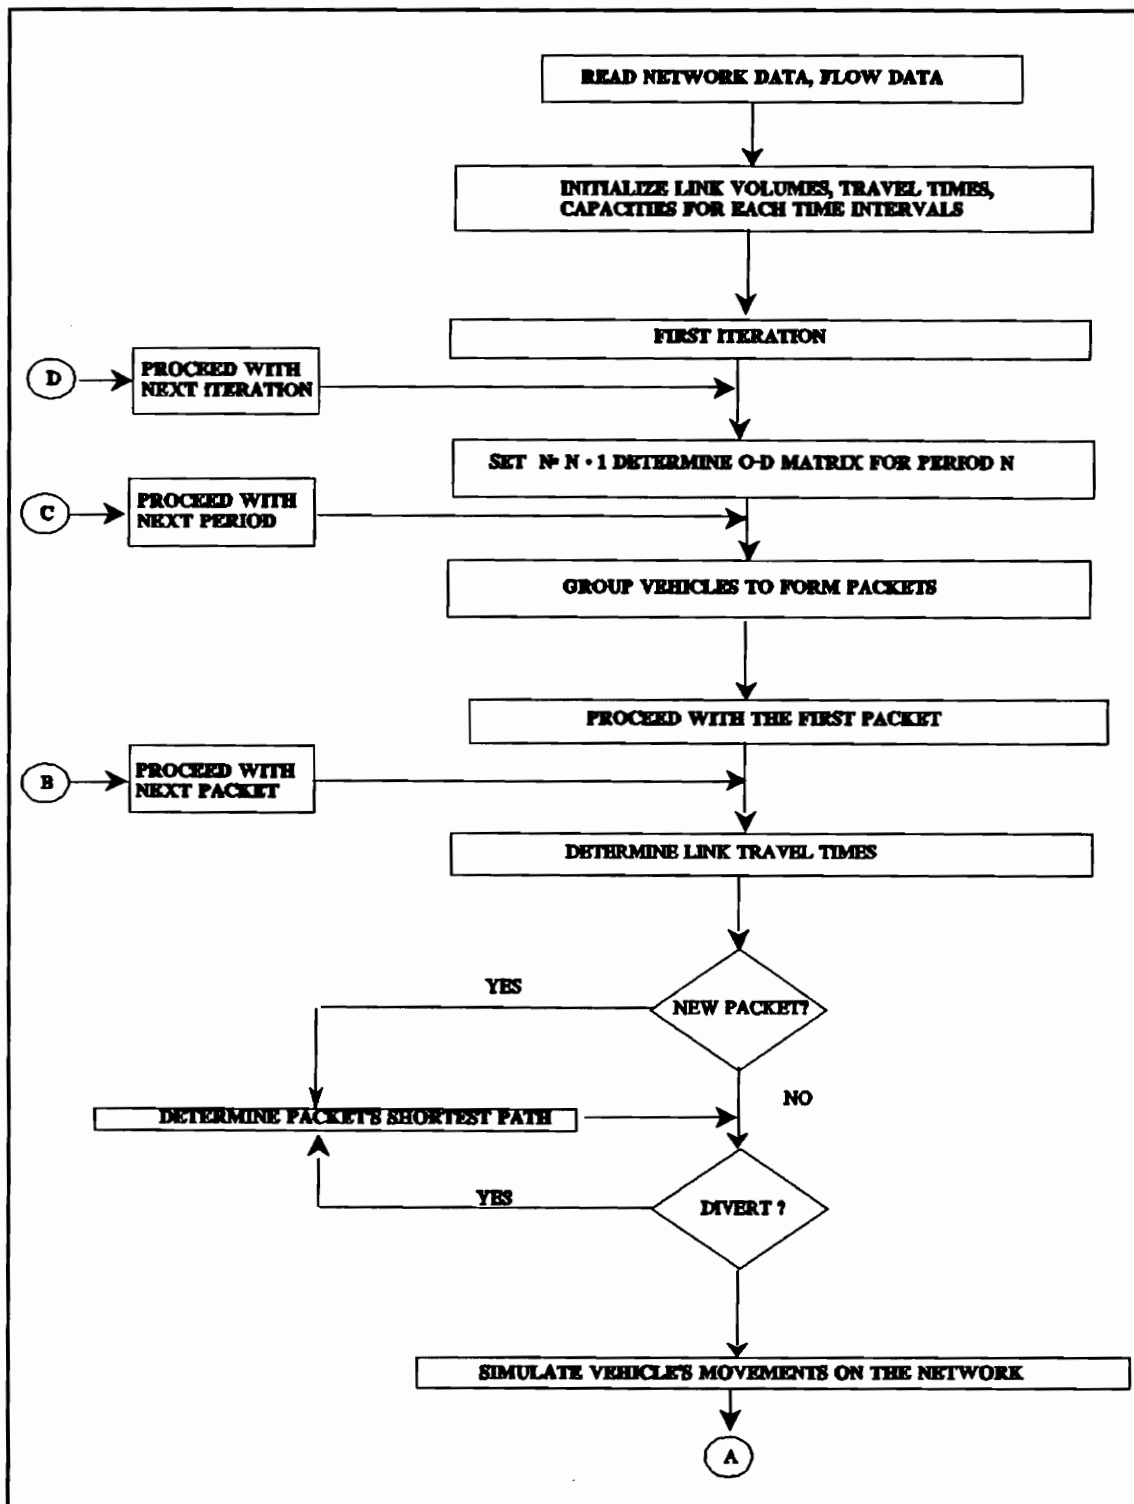 READ NETWORK DATA, FLOW DATA
INITIALIZE LINK VOLUMES, TRAVEL TIMES,
CAPACITIES FOR EACH TIME INTERVALS
FIRST ITERATION
D
PROCEED WITH
NEXT ITERATION
SET N= N + 1 DETERMINE O-D MATRIX FOR PERIOD N
C
PROCEED WITH
NEXT PERIOD
GROUP VEHICLES TO FORM PACKETS
PROCEED WITH THE FIRST PACKET
B
PROCEED WITH
NEXT PACKET
DETERMINE LINK TRAVEL TIMES
YES
NEW PACKET?
NO
DETERMINE PACKET'S SHORTEST PATH
YES
DIVERT ?
SIMULATE VEHICLE'S MOVEMENTS ON THE NETWORK
A